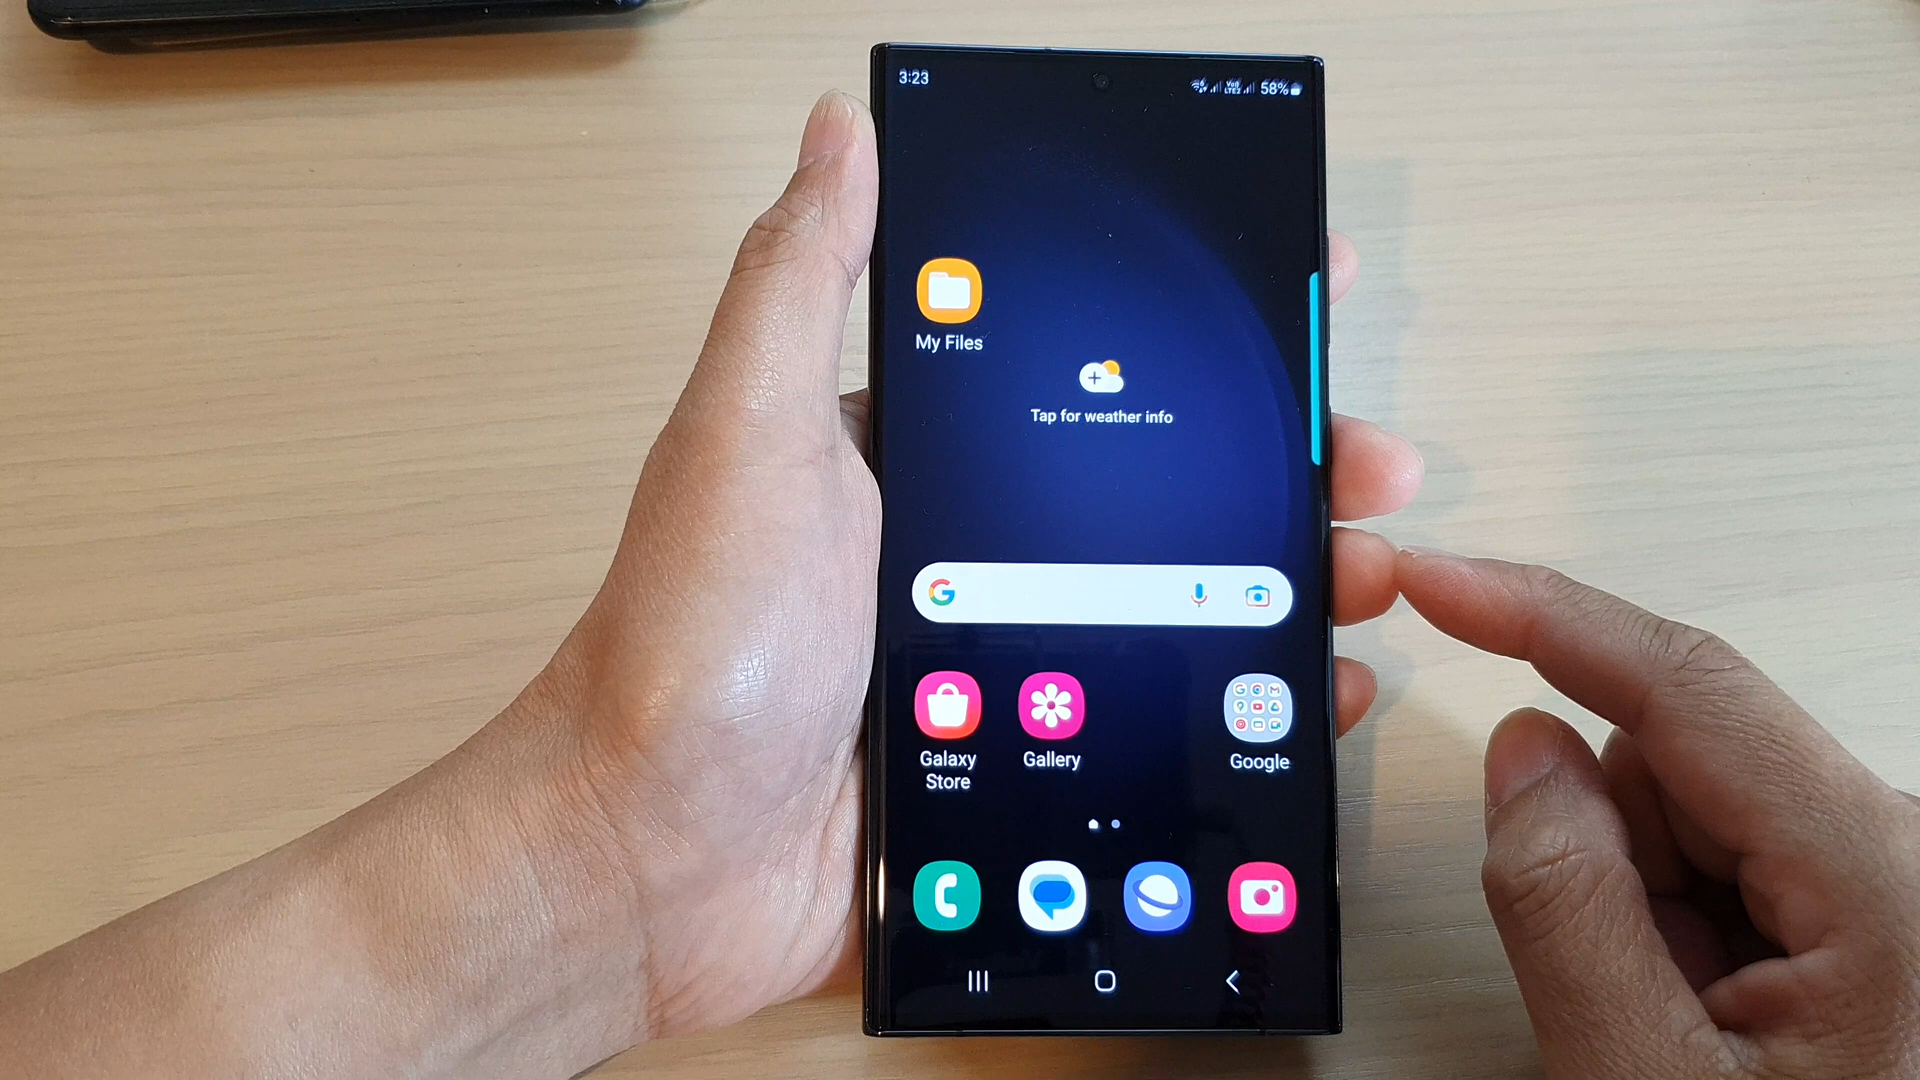 3:23
58%
My Files
Tap for weather info
G
Galaxy
Store
Gallery
Google